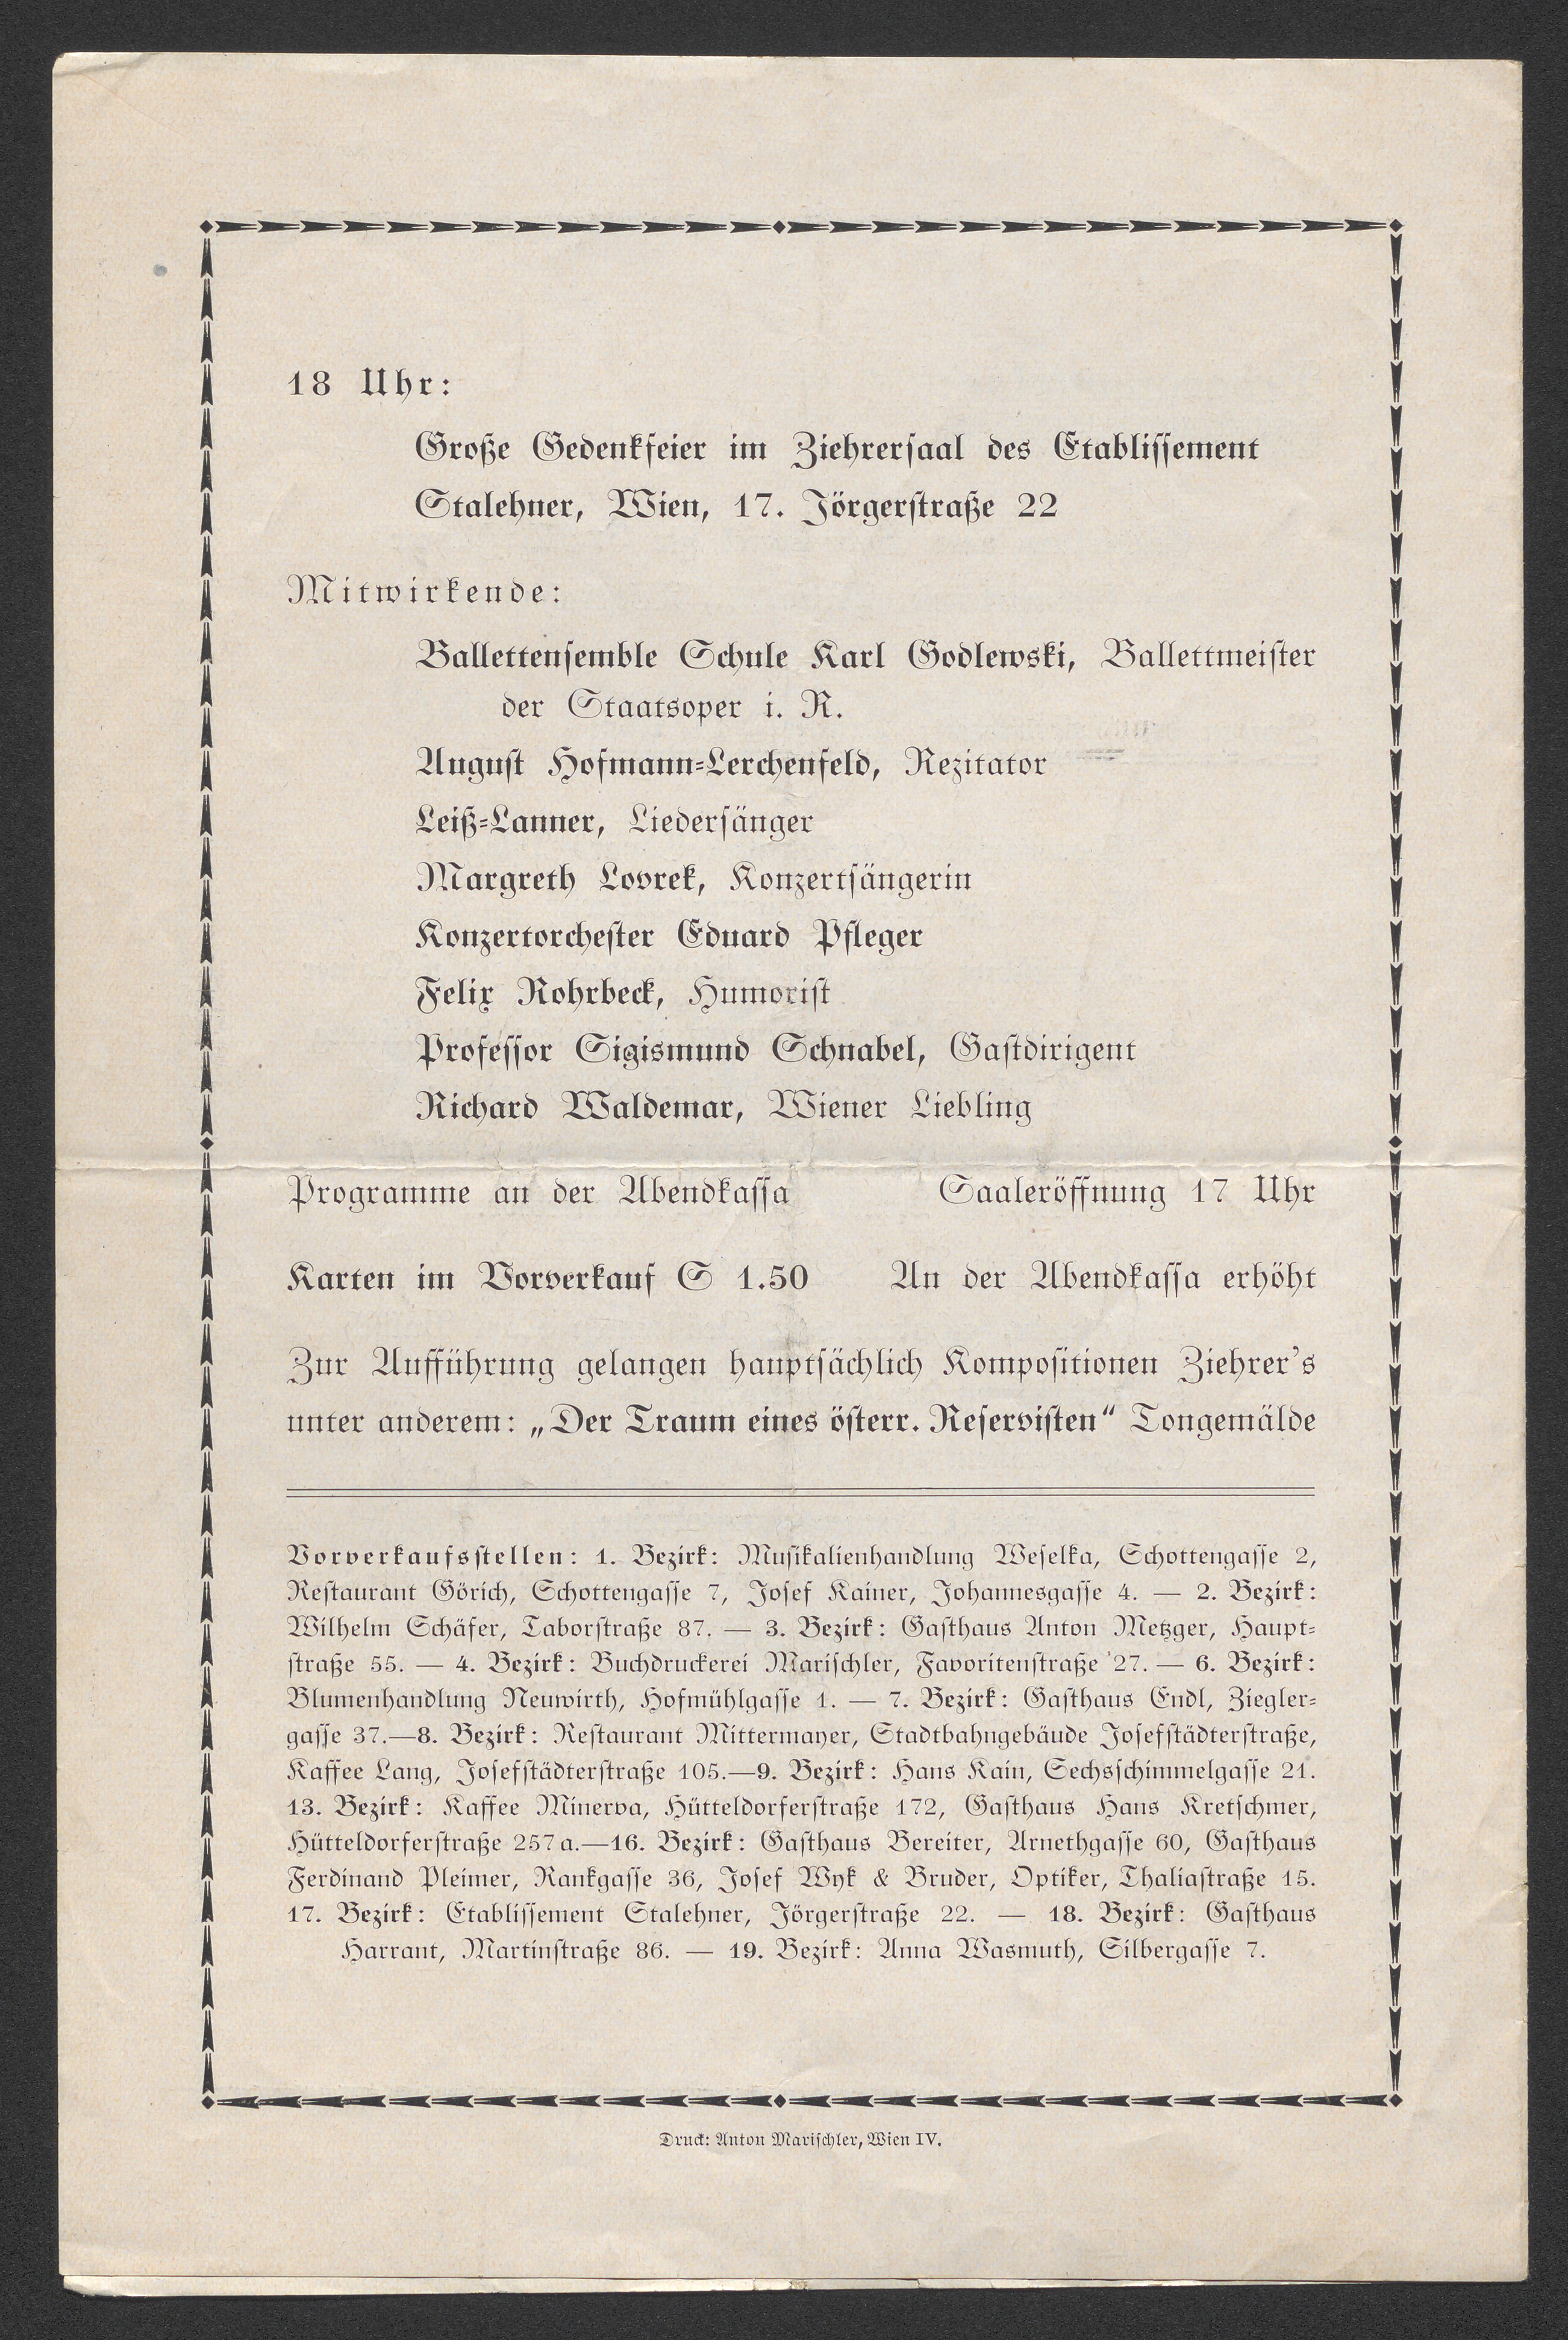 18 Uhr:
Große Gedenkfeier im Ziehrersaal des Etablissement
Stalehner, Wien, 17. Jörgerstraße 22
Mitwirkende:
Ballettensemble Schule Karl Godlewski, Ballettmeister
der Staatsoper i. R.
August Hofmann-Lerchenfeld, Rezitator
Leiß-Lanner, Liedersänger
Margreth Lovrek, Konzertsängerin
Konzertorchester Eduard Pfleger
Felix Rohrbeck, Humorist
Professor Sigismund Schnabel, Gastdirigent
Richard Waldemar, Wiener Liebling
Programme an der Abendkassa Saaleröffnung 17 Uhr
Karten im Vorverkauf S 1.50 An der Abendkassa erhöht
Zur Aufführung gelangen hauptsächlich Kompositionen Ziehrer's
unter anderem: „Der Traum eines österr. Reservisten“ Tongemälde
Vorverkaufsstellen: 1. Bezirk: Musikalienhandlung Weselka, Schottengasse 2,
Restaurant Görich, Schottengasse 7, Josef Kainer, Johannesgasse 4. — 2. Bezirk:
Wilhelm Schäfer, Taborstraße 87. — 3. Bezirk: Gasthaus Anton Metzger, Haupt-
straße 55. — 4. Bezirk: Buchdruckerei Marischler, Favoritenstraße 27. — 6. Bezirk:
Blumenhandlung Neuwirth, Hofmühlgasse 1. — 7. Bezirk: Gasthaus Endl, Ziegler-
gasse 37.—8. Bezirk: Restaurant Mittermayer, Stadtbahngebäude Josefstädterstraße,
Kaffee Lang, Josefstädterstraße 105.—9. Bezirk: Hans Kain, Sechsschimmelgasse 21.
13. Bezirk: Kaffee Minerva, Hütteldorferstraße 172, Gasthaus Hans Kretschmer,
Hütteldorferstraße 257a.—16. Bezirk: Gasthaus Bereiter, Arnethgasse 60, Gasthaus
Ferdinand Pleimer, Rankgasse 36, Josef Wyk & Bruder, Optiker, Thaliastraße 15.
17. Bezirk: Etablissement Stalehner, Jörgerstraße 22. — 18. Bezirk: Gasthaus
Harrant, Martinstraße 86. — 19. Bezirk: Anna Wasmuth, Silbergasse 7.
Druck: Anton Marischler, Wien IV.